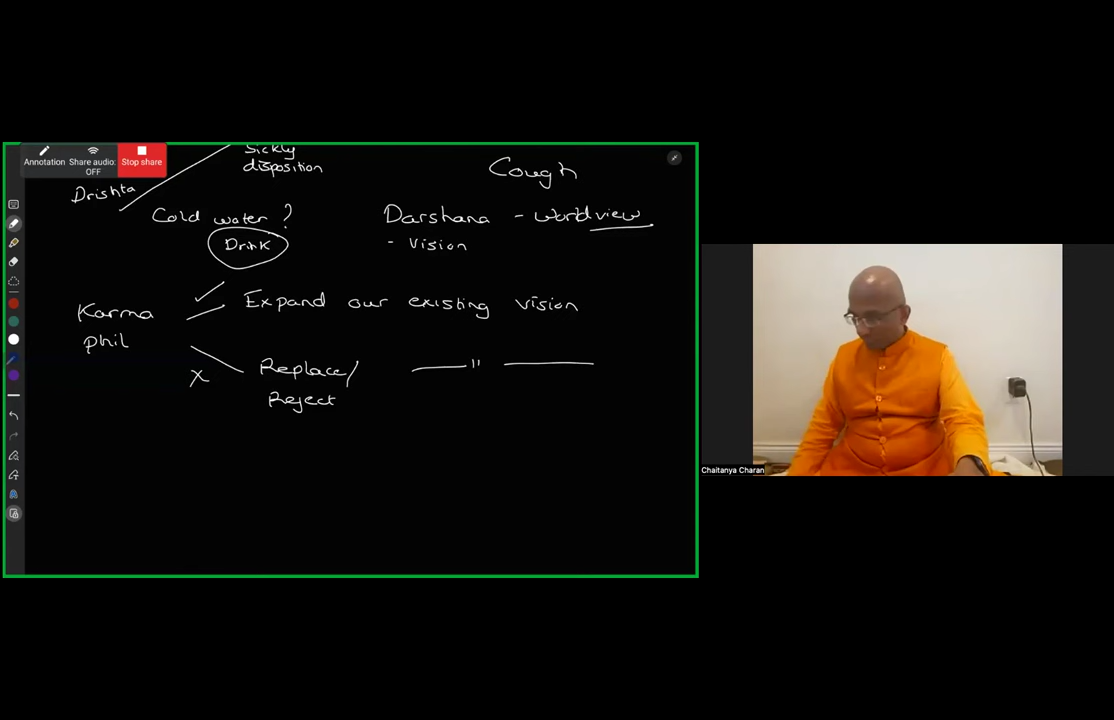 Annotation Share audio: OFF Stop share
Sickly
disposition
Cough
Drishta
Cold water ?
Darshana - worldview
Drink
- Vision
Karma
phil
✓ Expand our existing vision
X Replace/ —— " ——
Reject
Chaitanya Charan